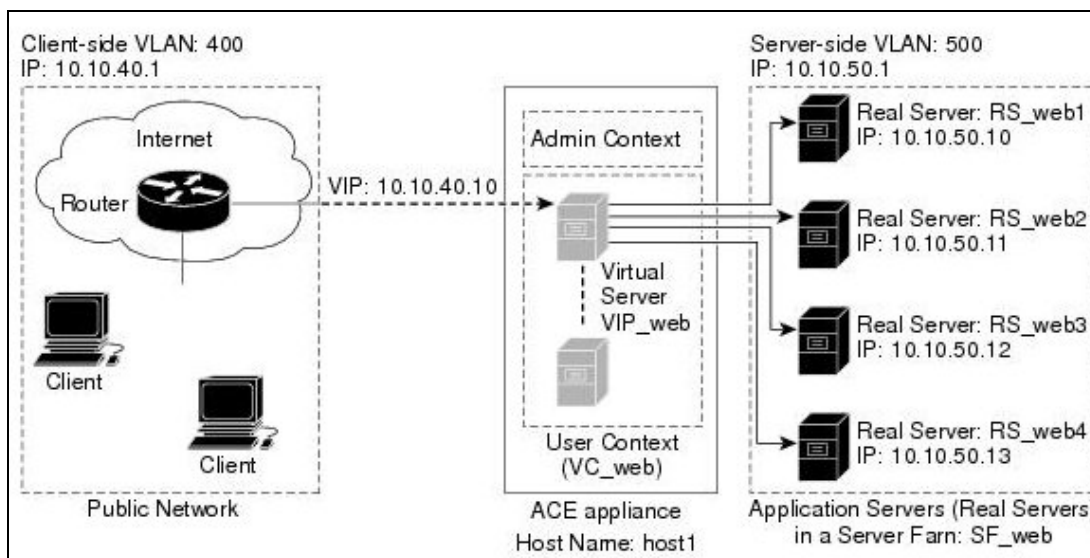 Client-side VLAN: 400
IP: 10.10.40.1
Internet
Router
Client
Client
Public Network
VIP: 10.10.40.10
Admin Context
Virtual
Server
VIP_web
User Context
(VC_web)
ACE appliance
Host Name: host1
Server-side VLAN: 500
IP: 10.10.50.1
Real Server: RS_web1
IP: 10.10.50.10
Real Server: RS_web2
IP: 10.10.50.11
Real Server: RS_web3
IP: 10.10.50.12
Real Server: RS_web4
IP: 10.10.50.13
Application Servers (Real Servers
in a Server Farn: SF_web